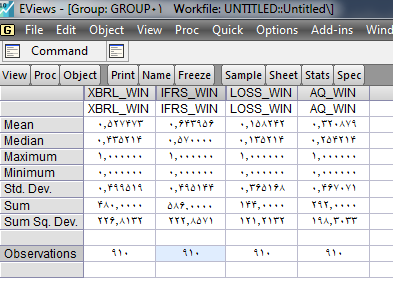 EViews - [Group: GROUP۰۱ Workfile: UNTITLED::Untitled\]
File Edit Object View Proc Quick Options Add-ins Window
Command
View Proc Object Print Name Freeze Sample Sheet Stats Spec
XBRL_WIN IFRS_WIN LOSS_WIN AQ_WIN
XBRL_WIN IFRS_WIN LOSS_WIN AQ_WIN
Mean ۰,۵۲۷۴۷۳ ۰,۶۴۳۹۵۶ ۰,۱۵۸۲۴۲ ۰,۳۲۰۸۷۹
Median ۰,۴۳۵۲۱۴ ۰,۵۷۰۰۰۰ ۰,۱۳۵۲۱۴ ۰,۲۵۴۲۱۴
Maximum ۱,۰۰۰۰۰۰ ۱,۰۰۰۰۰۰ ۱,۰۰۰۰۰۰ ۱,۰۰۰۰۰۰
Minimum ۰,۰۰۰۰۰۰ ۰,۰۰۰۰۰۰ ۰,۰۰۰۰۰۰ ۰,۰۰۰۰۰۰
Std. Dev. ۰,۴۹۹۵۱۹ ۰,۴۹۵۱۴۴ ۰,۳۶۵۱۶۸ ۰,۴۶۷۰۷۱
Sum ۴۸۰,۰۰۰۰ ۵۸۶,۰۰۰۰ ۱۴۴,۰۰۰۰ ۲۹۲,۰۰۰۰
Sum Sq. Dev. ۲۲۶,۸۱۳۲ ۲۲۲,۸۵۷۱ ۱۲۱,۲۱۳۲ ۱۹۸,۳۰۳۳
Observations ۹۱۰ ۹۱۰ ۹۱۰ ۹۱۰